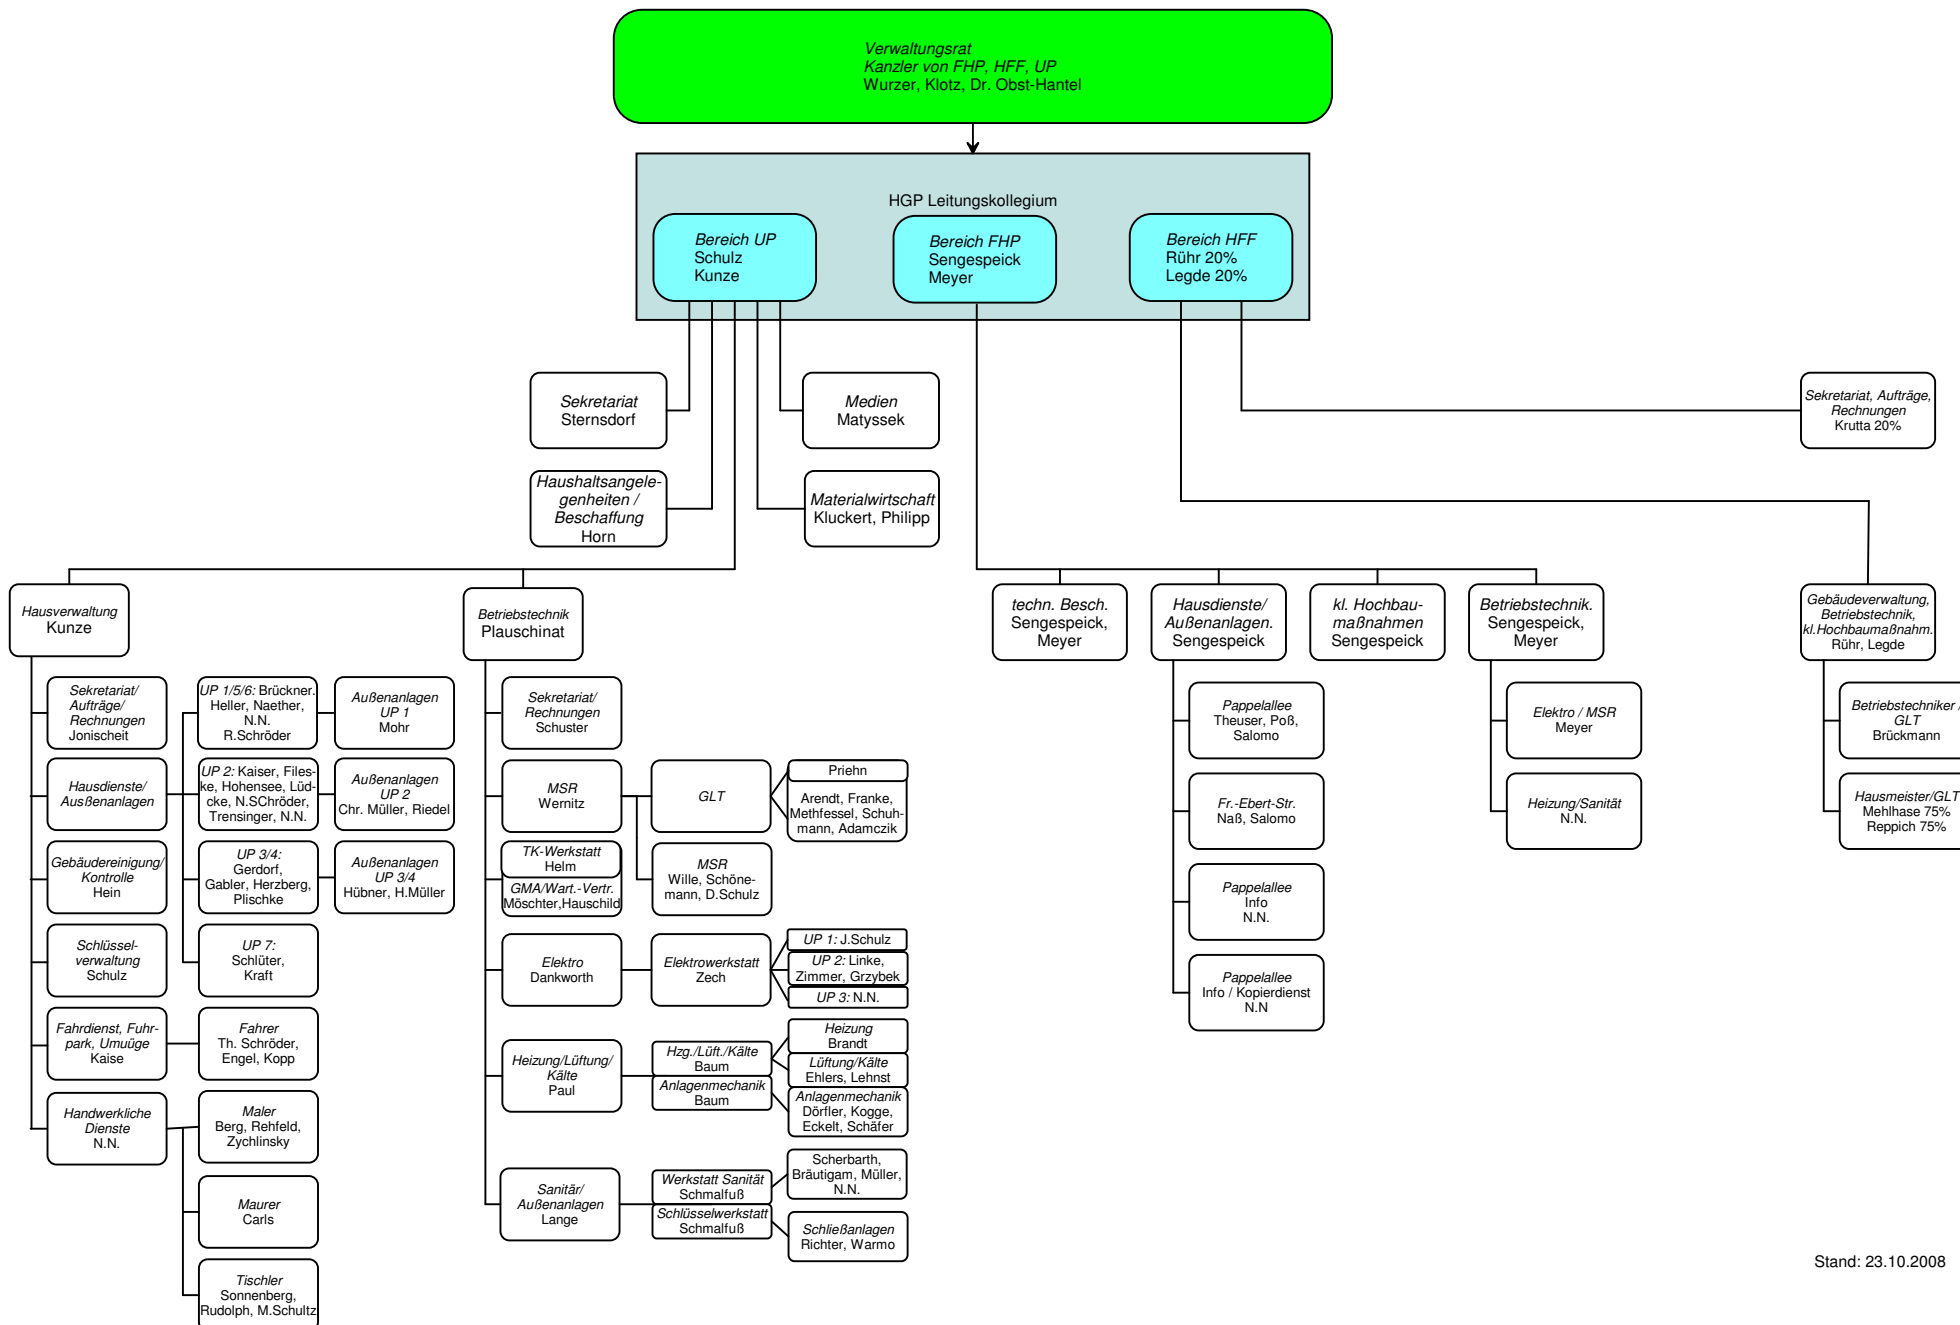 Verwaltungsrat
Kanzler von FHP, HFF, UP
Wurzer, Klotz, Dr. Obst-Hantel
HGP Leitungskollegium
Bereich UP
Schulz
Kunze
Bereich FHP
Sengespeick
Meyer
Bereich HFF
Rühr 20%
Legde 20%
Sekretariat
Sternsdorf
Medien
Matyssek
Sekretariat, Aufträge,
Rechnungen
Krutta 20%
Haushaltsangele-
genheiten /
Beschaffung
Horn
Materialwirtschaft
Kluckert, Philipp
Hausverwaltung
Kunze
Sekretariat/
Aufträge/
Rechnungen
Jonischeit
Hausdienste/
Ausßenanlagen
Gebäudereinigung/
Kontrolle
Hein
Schlüssel-
verwaltung
Schulz
Fahrdienst, Fuhr-
park, Umuüge
Kaise
Handwerkliche
Dienste
N.N.
UP 1/5/6: Brückner.
Heller, Naether,
N.N.
R.Schröder
UP 2: Kaiser, Files-
ke, Hohensee, Lüd-
cke, N.SChröder,
Trensinger, N.N.
UP 3/4:
Gerdorf,
Gabler, Herzberg,
Plischke
UP 7:
Schlüter,
Kraft
Fahrer
Th. Schröder,
Engel, Kopp
Maler
Berg, Rehfeld,
Zychlinsky
Maurer
Carls
Tischler
Sonnenberg,
Rudolph, M.Schultz
Außenanlagen
UP 1
Mohr
Außenanlagen
UP 2
Chr. Müller, Riedel
Außenanlagen
UP 3/4
Hübner, H.Müller
Betriebstechnik
Plauschinat
Sekretariat/
Rechnungen
Schuster
MSR
Wernitz
TK-Werkstatt
Helm
GMA/Wart.-Vertr.
Möschter,Hauschild
Elektro
Dankworth
Heizung/Lüftung/
Kälte
Paul
Sanitär/
Außenanlagen
Lange
GLT
MSR
Wille, Schöne-
mann, D.Schulz
Elektrowerkstatt
Zech
Hzg./Lüft./Kälte
Baum
Anlagenmechanik
Baum
Werkstatt Sanität
Schmalfuß
Schlüsselwerkstatt
Schmalfuß
Priehn
Arendt, Franke,
Methfessel, Schuh-
mann, Adamczik
UP 1: J.Schulz
UP 2: Linke,
Zimmer, Grzybek
UP 3: N.N.
Heizung
Brandt
Lüftung/Kälte
Ehlers, Lehnst
Anlagenmechanik
Dörfler, Kogge,
Eckelt, Schäfer
Scherbarth,
Bräutigam, Müller,
N.N.
Schließanlagen
Richter, Warmo
techn. Besch.
Sengespeick,
Meyer
Hausdienste/
Außenanlagen.
Sengespeick
kl. Hochbau-
maßnahmen
Sengespeick
Betriebstechnik.
Sengespeick,
Meyer
Pappelallee
Theuser, Poß,
Salomo
Fr.-Ebert-Str.
Naß, Salomo
Pappelallee
Info
N.N.
Pappelallee
Info / Kopierdienst
N.N
Elektro / MSR
Meyer
Heizung/Sanität
N.N.
Gebäudeverwaltung,
Betriebstechnik,
kl.Hochbaumaßnahm.
Rühr, Legde
Betriebstechniker /
GLT
Brückmann
Hausmeister/GLT
Mehlhase 75%
Reppich 75%
Stand: 23.10.2008